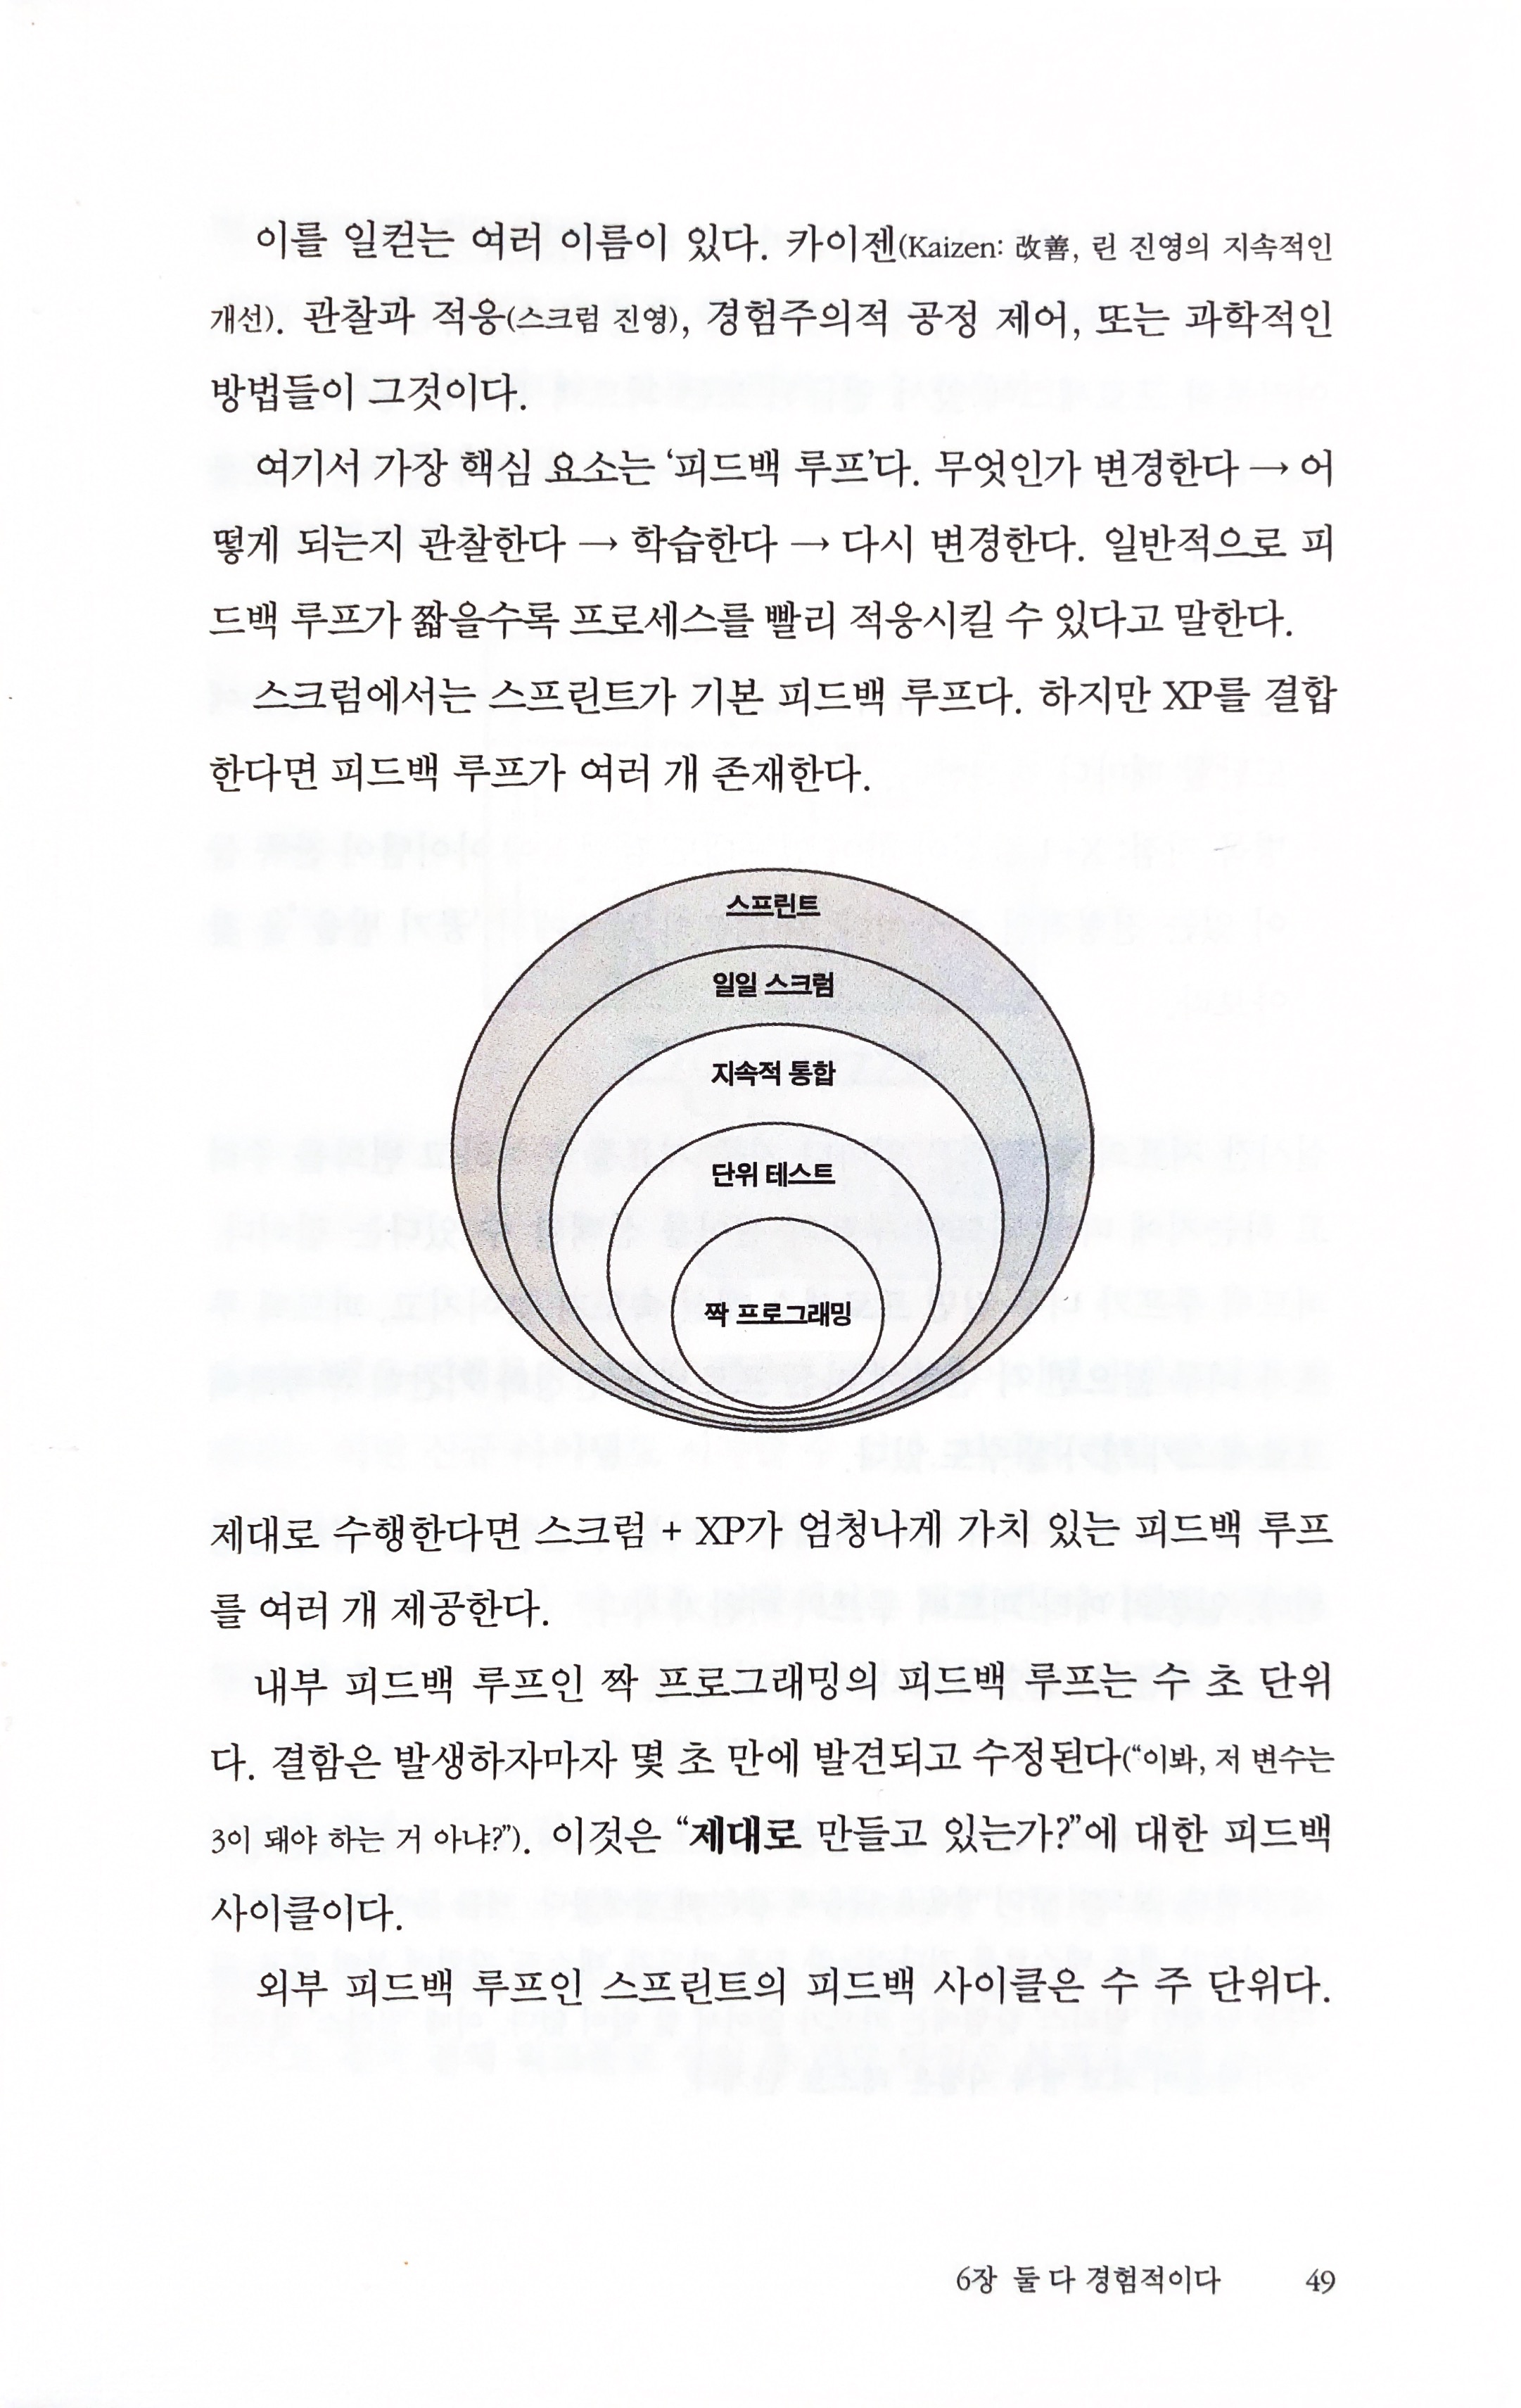 이를 일컫는 여러 이름이 있다. 카이젠(Kaizen: 改善, 린 진영의 지속적인
개선). 관찰과 적응(스크럼 진영), 경험주의적 공정 제어, 또는 과학적인
방법들이 그것이다.
여기서 가장 핵심 요소는 ‘피드백 루프’다. 무엇인가 변경한다 → 어
떻게 되는지 관찰한다 → 학습한다 → 다시 변경한다. 일반적으로 피
드백 루프가 짧을수록 프로세스를 빨리 적응시킬 수 있다고 말한다.
스크럼에서는 스프린트가 기본 피드백 루프다. 하지만 XP를 결합
한다면 피드백 루프가 여러 개 존재한다.
스프린트
일일 스크럼
지속적 통합
단위 테스트
짝 프로그래밍
제대로 수행한다면 스크럼 + XP가 엄청나게 가치 있는 피드백 루프
를 여러 개 제공한다.
내부 피드백 루프인 짝 프로그래밍의 피드백 루프는 수 초 단위
다. 결함은 발생하자마자 몇 초 만에 발견되고 수정된다(“이봐, 저 변수는
3이 돼야 하는 거 아냐?”). 이것은 “제대로 만들고 있는가?”에 대한 피드백
사이클이다.
외부 피드백 루프인 스프린트의 피드백 사이클은 수 주 단위다.
6장 둘 다 경험적이다 49